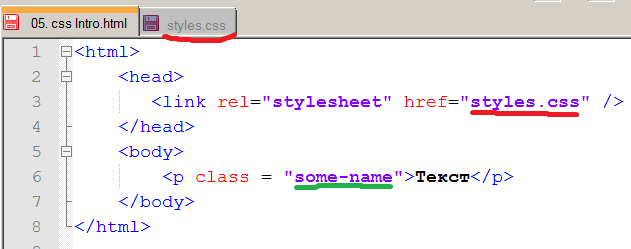 05. css Intro.html styles.css
1 <html>
2 <head>
3 <link rel="stylesheet" href="styles.css" />
4 </head>
5 <body>
6 <p class = "some-name">Текст</p>
7 </body>
8 </html>